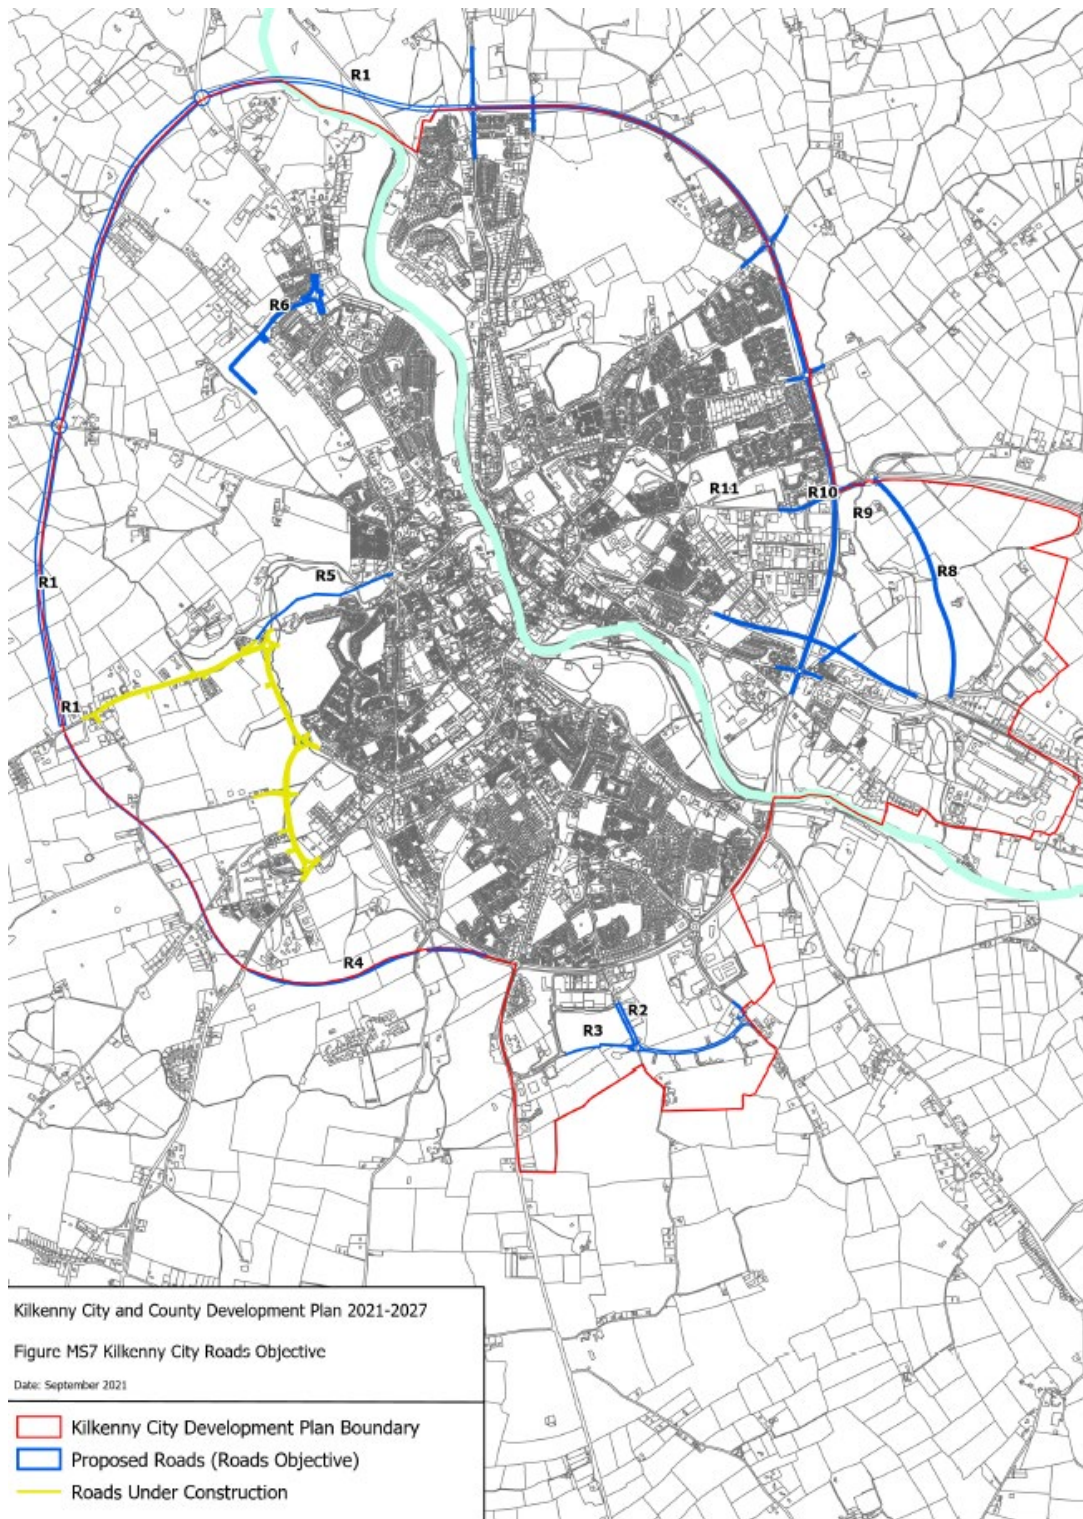 R1
R6
R11
R10
R9
R8
R5
R1
R1
R4
R2
R3
Kilkenny City and County Development Plan 2021-2027
Figure MS7 Kilkenny City Roads Objective
Date: September 2021
Kilkenny City Development Plan Boundary
Proposed Roads (Roads Objective)
Roads Under Construction